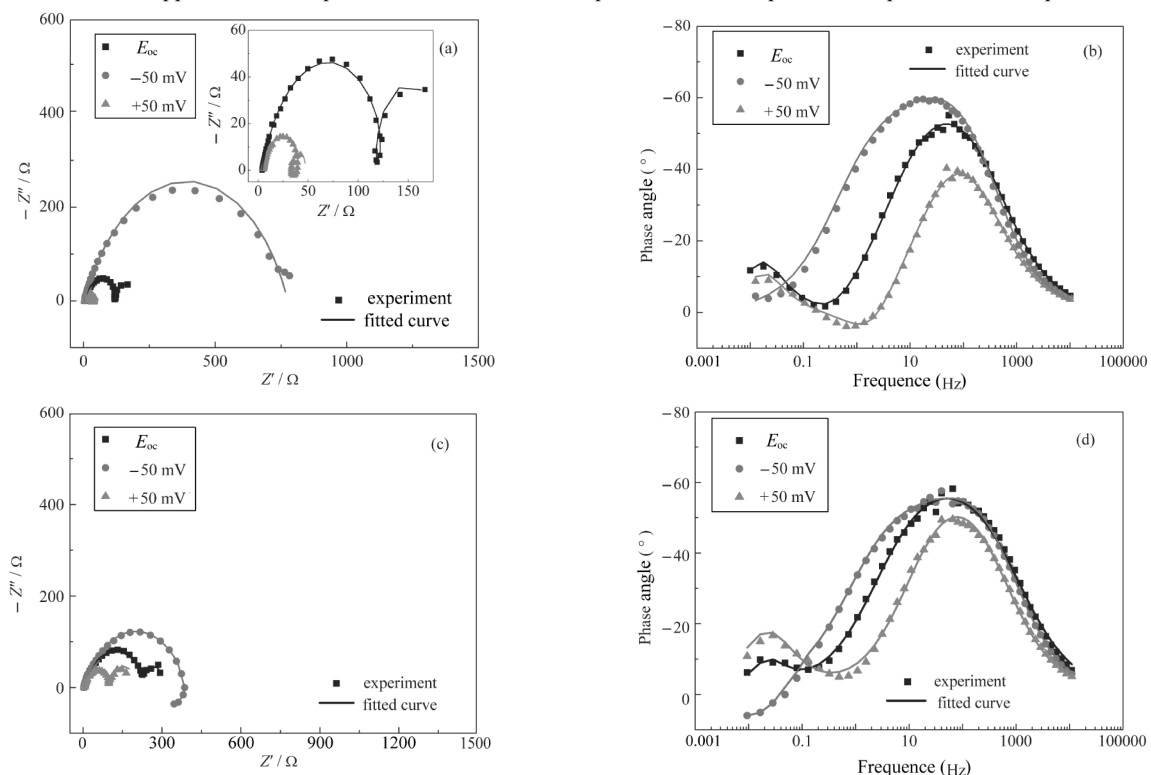 60
E_oc
−50 mV
+50 mV
(a)
40
20
0
− Z″ / Ω
0 50 100 150
Z′ / Ω
600
400
300
200
100
0
− Z″ / Ω
experiment
fitted curve
0 500 1000 1500
Z′ / Ω
−80
−60
−40
−20
0
Phase angle (°)
E_oc
−50 mV
+50 mV
experiment
fitted curve
(b)
0.001 0.1 10 1000 100000
Frequence (Hz)
600
400
200
100
0
− Z″ / Ω
E_oc
−50 mV
+50 mV
(c)
experiment
fitted curve
0 300 600 900 1200 1500
Z′ / Ω
−80
−60
−40
−20
0
Phase angle (°)
E_oc
−50 mV
+50 mV
(d)
experiment
fitted curve
0.001 0.1 10 1000 100000
Frequency (Hz)